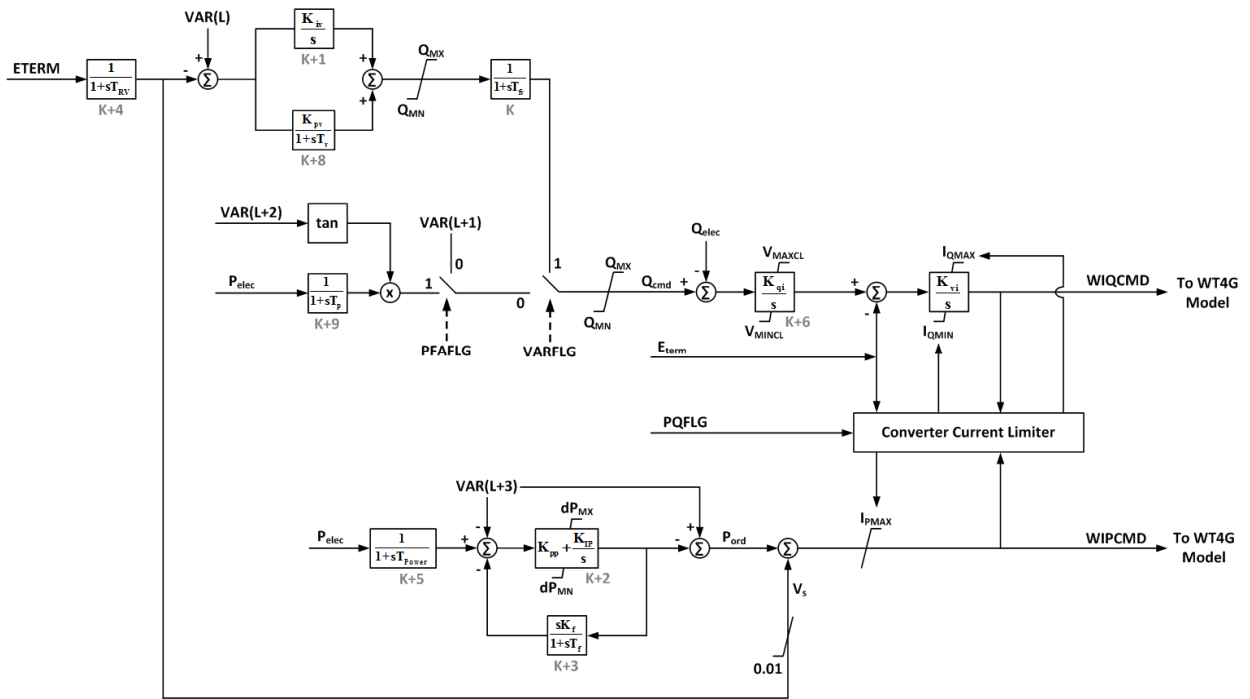 VAR(L)
K_iv
s
K+1
Q_MX
ETERM
1
1+sT_RV
K+4
+
-
Σ
+
+
Σ
Q_MN
1
1+sT_fv
K
K_pv
1+sT_v
K+8
VAR(L+2)
tan
VAR(L+1)
0
1
P_elec
1
1+sT_p
K+9
x
1
0
PFAFLG
VARFLG
Q_MX
Q_MN
Q_cmd
Q_elec
-
+
Σ
V_MAXCL
K_qi
s
K+6
V_MINCL
+
-
Σ
I_QMAX
K_vi
s
I_QMIN
WIQCMD
To WT4G
Model
E_term
PQFLG
Converter Current Limiter
VAR(L+3)
P_elec
1
1+sT_Power
K+5
-
+
-
Σ
dP_MX
K_pp + K_IP
s
K+2
dP_MN
+
-
Σ
P_ord
Σ
I_PMAX
WIPCMD
To WT4G
Model
V_s
sK_f
1+sT_f
K+3
0.01